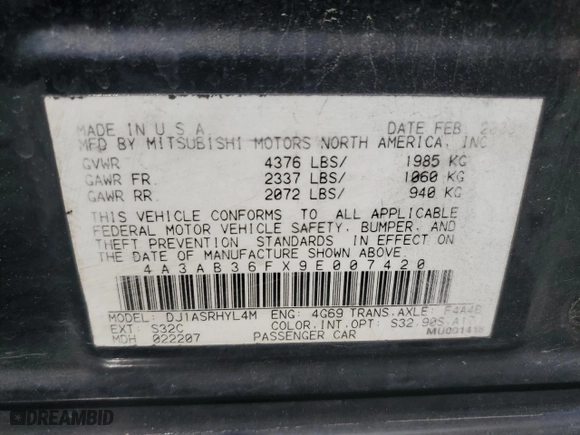 MADE IN U S A DATE FEB
MFD BY MITSUBISHI MOTORS NORTH AMERICA, INC
GVWR 4376 LBS/ 1985 KG
GAWR FR 2337 LBS/ 1060 KG
GAWR RR 2072 LBS/ 940 KG
THIS VEHICLE CONFORMS TO ALL APPLICABLE
FEDERAL MOTOR VEHICLE SAFETY, BUMPER, AND
THEFT PREVENTION STANDARDS IN EFFECT ON
THE DATE OF MANUFACTURE SHOWN ABOVE.
4A3AB36FX9E007420
MODEL: DJ1ASRHYL4M ENG: 4G69 TRANS.AXLE: F4A4B
EXT: S32C COLOR,INT,OPT: S32 90S A17
MDH 022207 PASSENGER CAR MU001438
DREAMBID